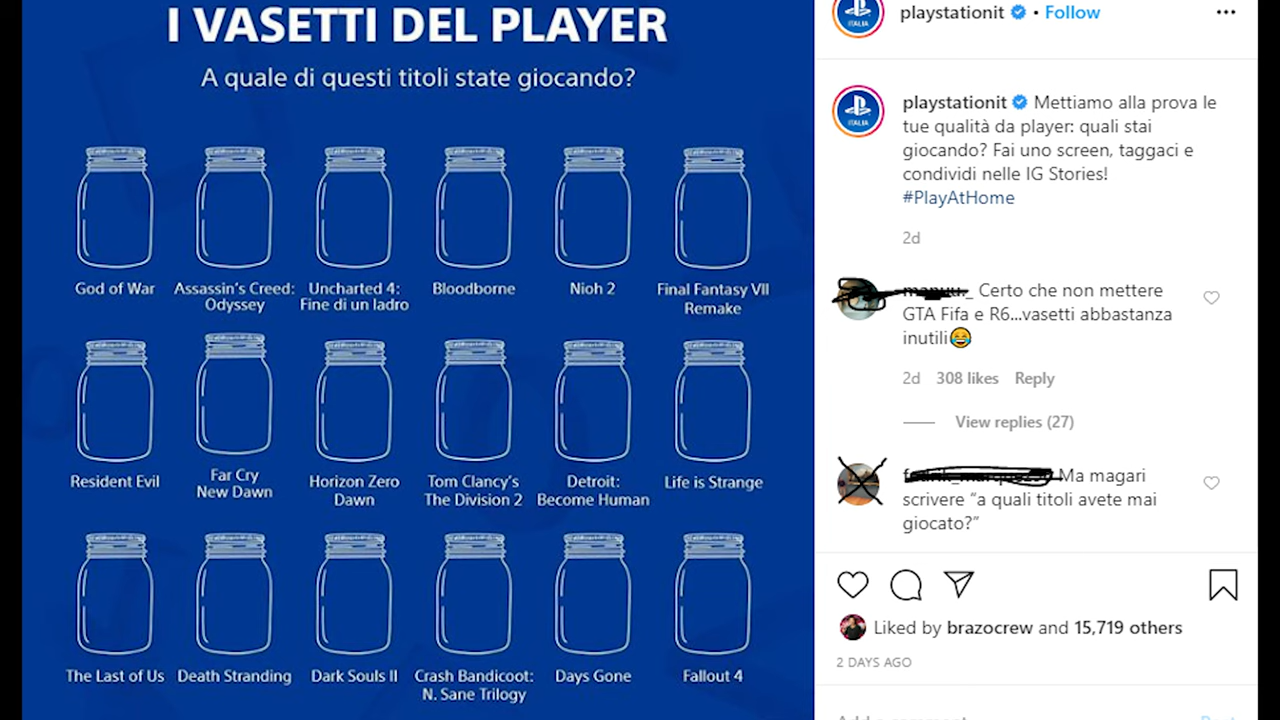 I VASETTI DEL PLAYER
A quale di questi titoli state giocando?
God of War
Assassin's Creed:
Odyssey
Uncharted 4:
Fine di un ladro
Bloodborne
Nioh 2
Final Fantasy VII
Remake
Resident Evil
Far Cry
New Dawn
Horizon Zero
Dawn
Tom Clancy's
The Division 2
Detroit:
Become Human
Life is Strange
The Last of Us
Death Stranding
Dark Souls II
Crash Bandicoot:
N. Sane Trilogy
Days Gone
Fallout 4
ITALIA
playstationit • Follow
ITALIA
playstationit Mettiamo alla prova le
tue qualità da player: quali stai
giocando? Fai uno screen, taggaci e
condividi nelle IG Stories!
#PlayAtHome
2d
Certo che non mettere
GTA Fifa e R6...vasetti abbastanza
inutili😂
2d 308 likes Reply
View replies (27)
Ma magari
scrivere “a quali titoli avete mai
giocato?”
Liked by brazocrew and 15,719 others
2 DAYS AGO
Add a comment